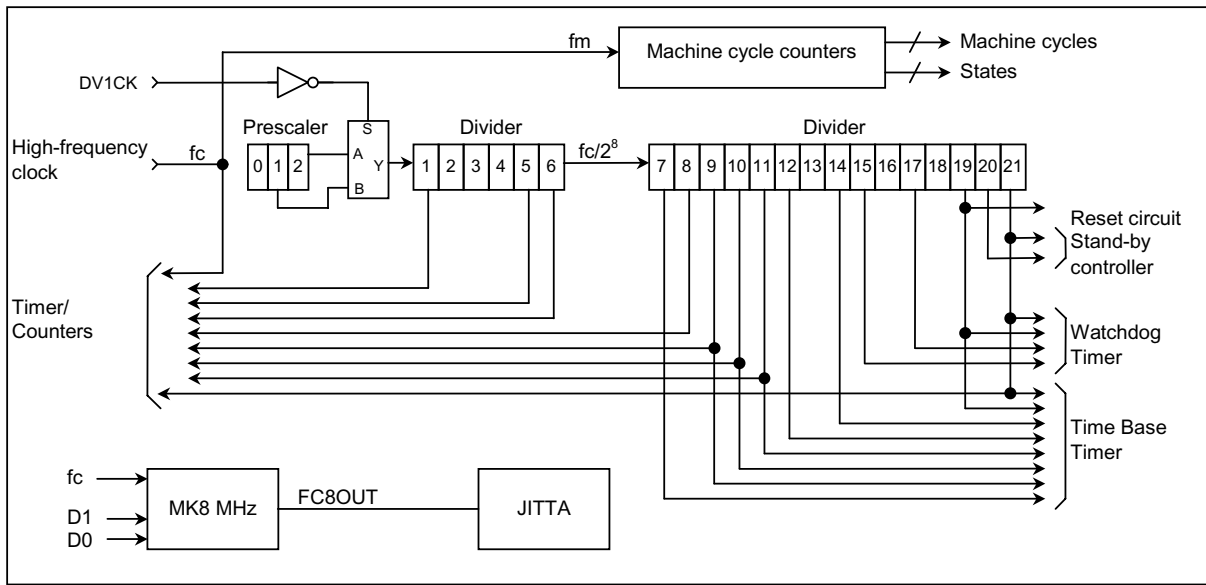 fm
Machine cycle counters
Machine cycles
States
DV1CK
S
A
B
Y
High-frequency
clock
fc
Prescaler
0 1 2
Divider
1 2 3 4 5 6
fc/2⁸
Divider
7 8 9 10 11 12 13 14 15 16 17 18 19 20 21
Reset circuit
Stand-by
controller
Timer/
Counters
Watchdog
Timer
Time Base
Timer
fc
D1
D0
MK8 MHz
FC8OUT
JITTA